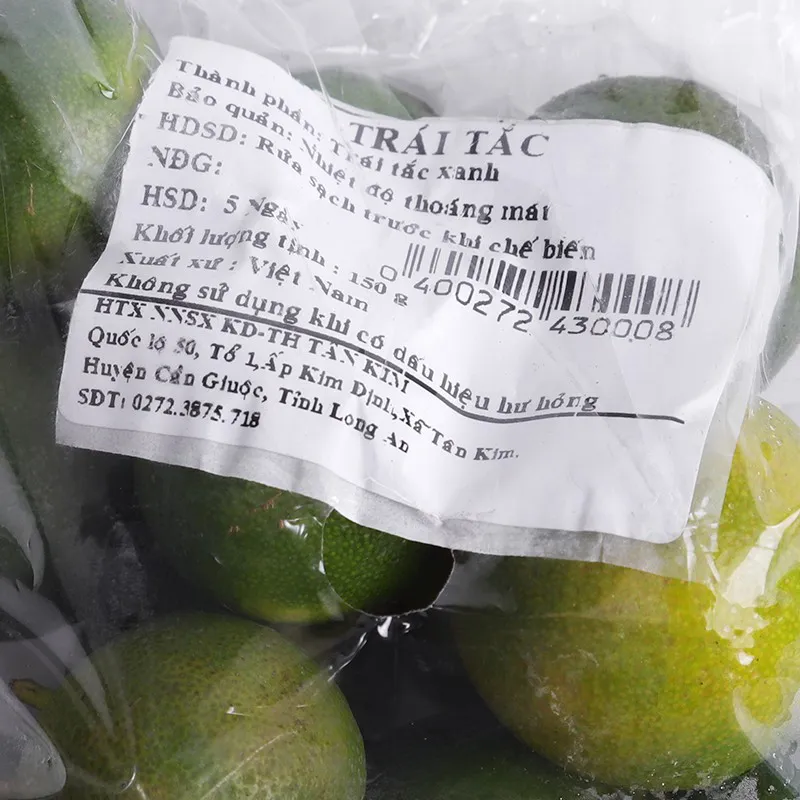 TRÁI TẮC
Thành phần: Trái tắc xanh
Bảo quản: Nhiệt độ thoáng mát
HDSD: Rửa sạch trước khi chế biến
NĐG:
HSD: 5 Ngày
Khối lượng tịnh : 150 g
Xuất xứ : Việt Nam
0 400272 430008
Không sử dụng khi có dấu hiệu hư hỏng
HTX NNSX KD-TH TÂN KIM
Quốc lộ 50, Tổ 1,Ấp Kim Định,Xã Tân Kim.
Huyện Cần Giuộc, Tỉnh Long An
SĐT: 0272.3875.718